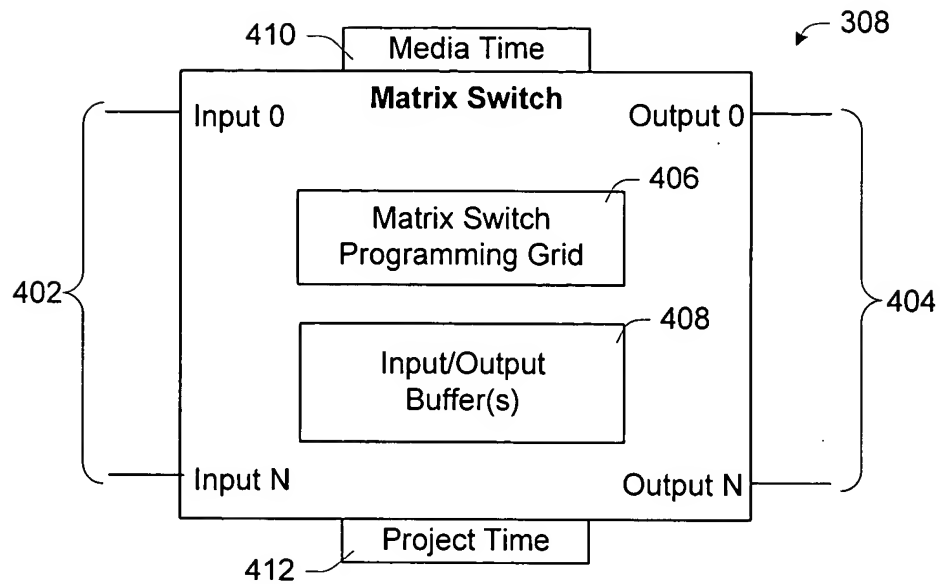 410
Media Time
308
Matrix Switch
Input 0
Output 0
406
Matrix Switch
Programming Grid
402
404
408
Input/Output
Buffer(s)
Input N
Output N
Project Time
412